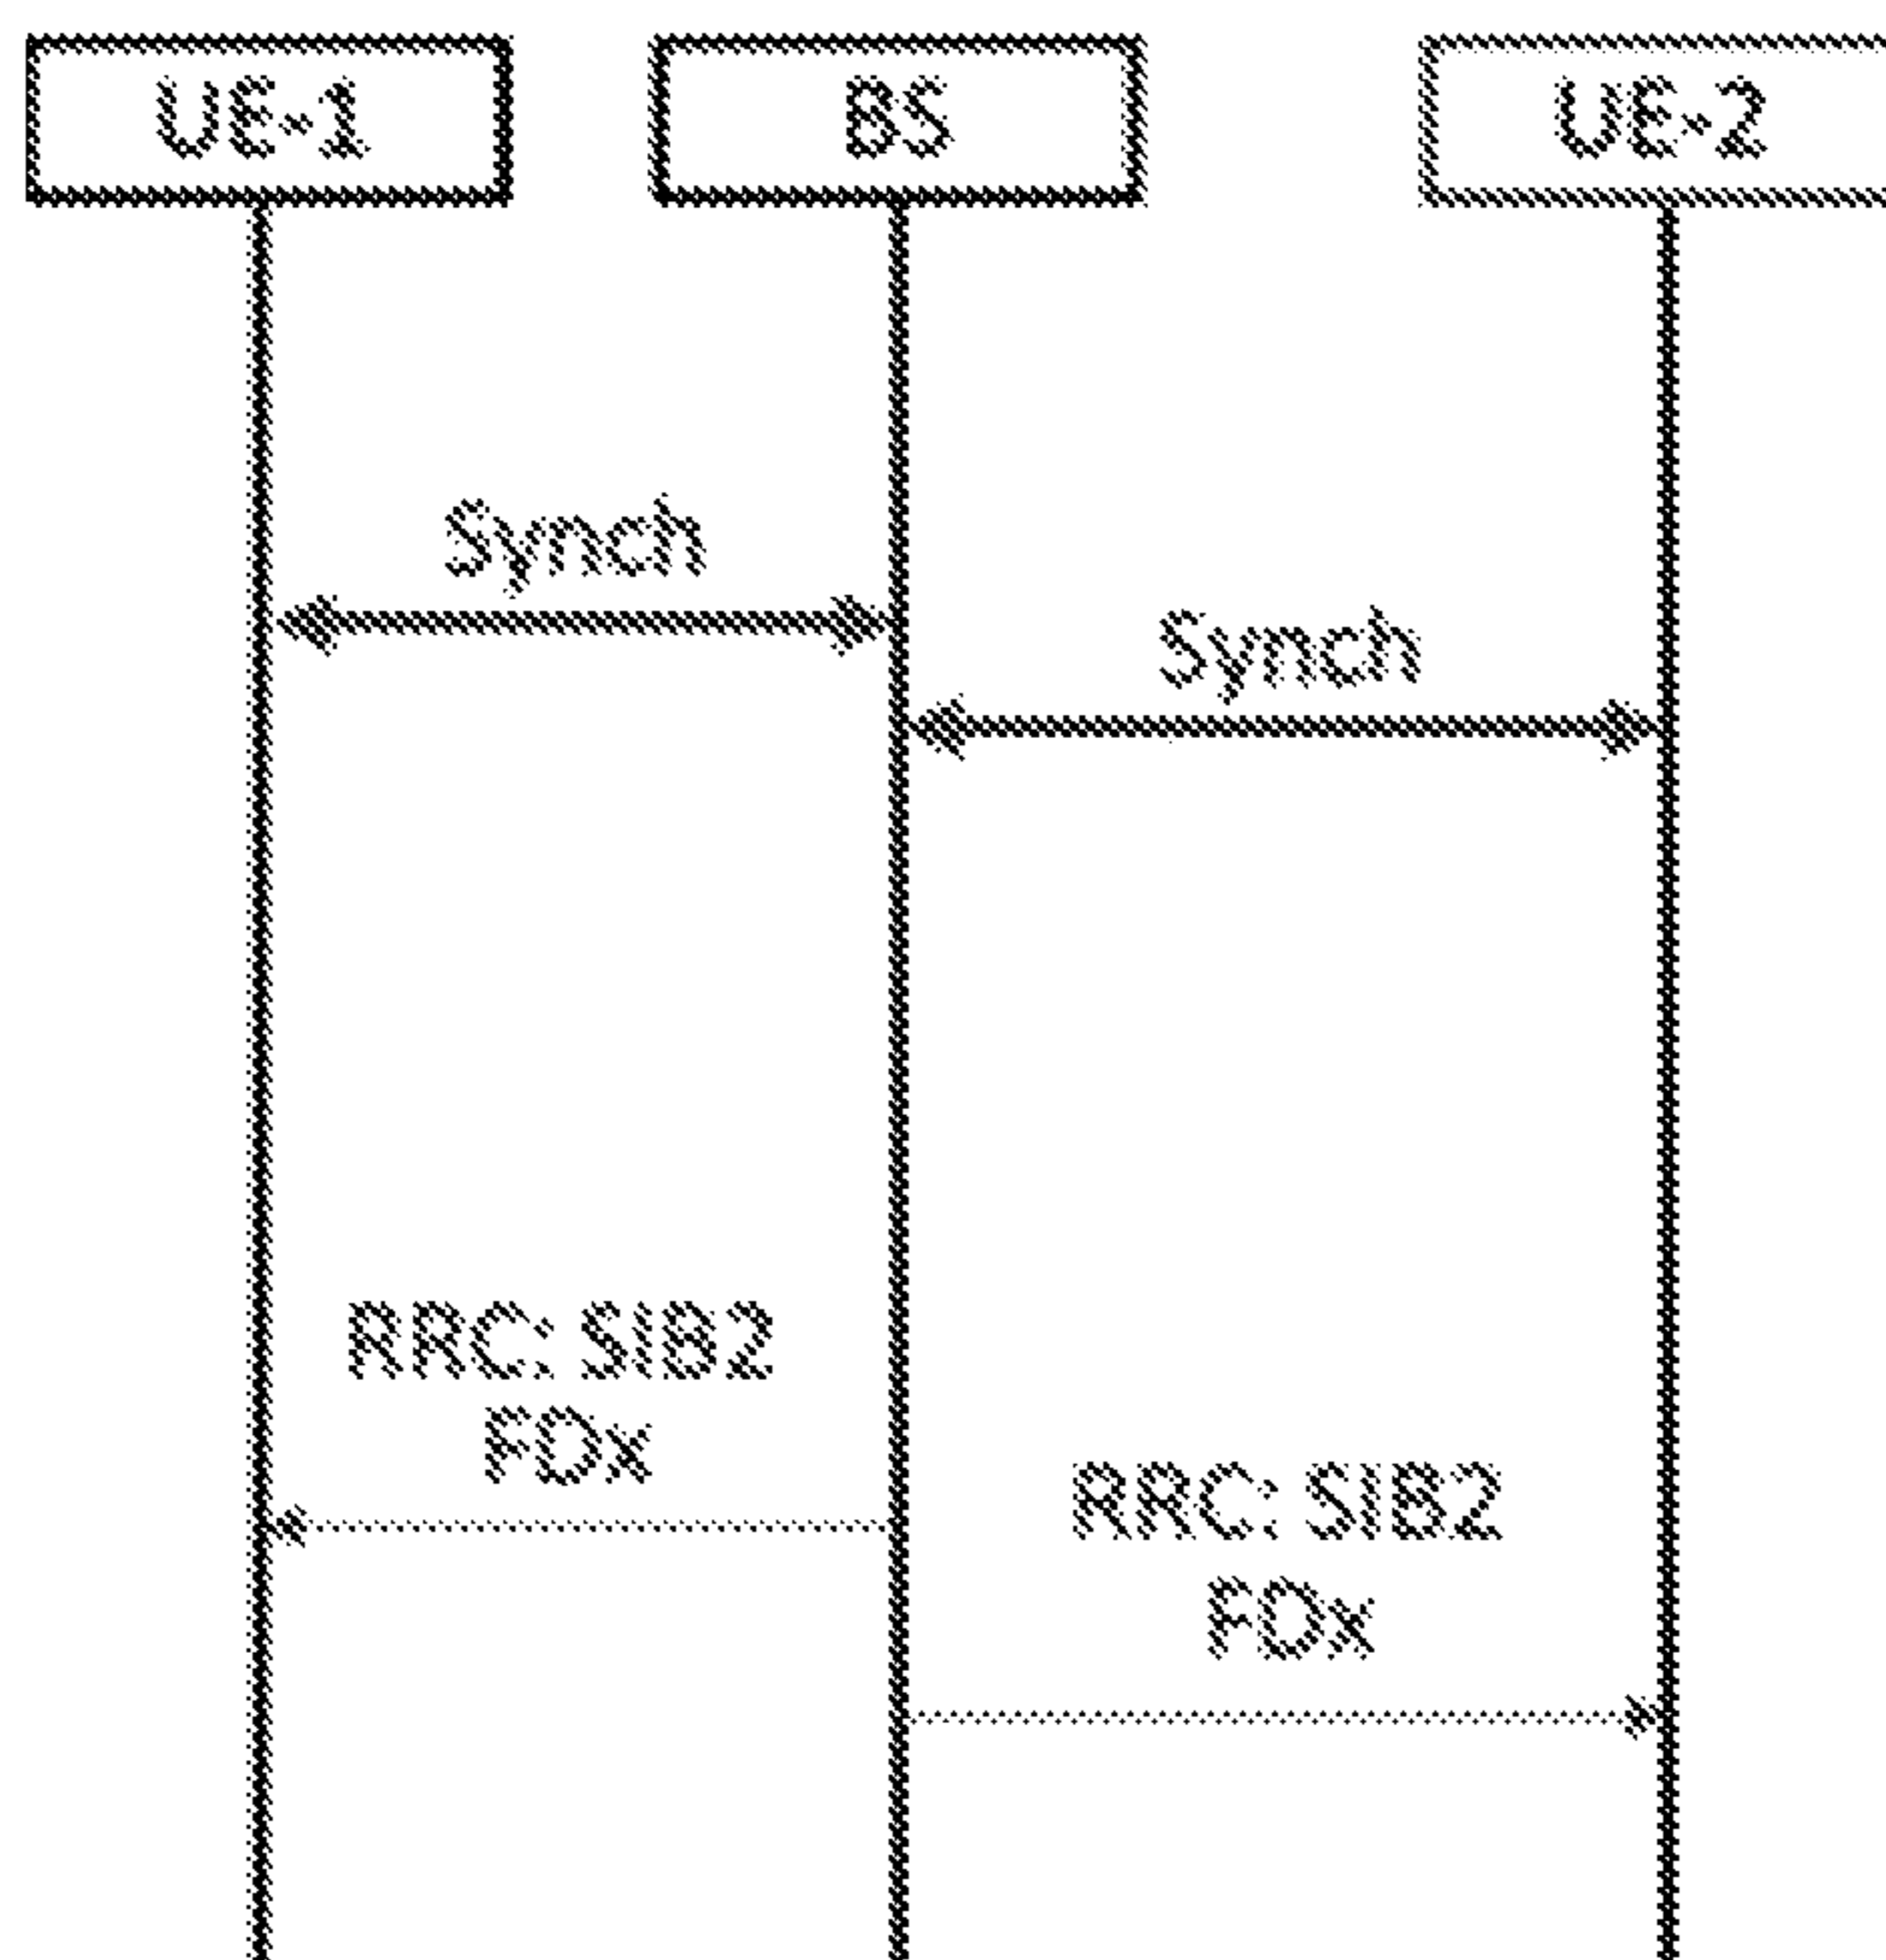 UE-1
BS
UE-2
Synch
Synch
RRC: SIB2
FDx
RRC: SIB2
FDx